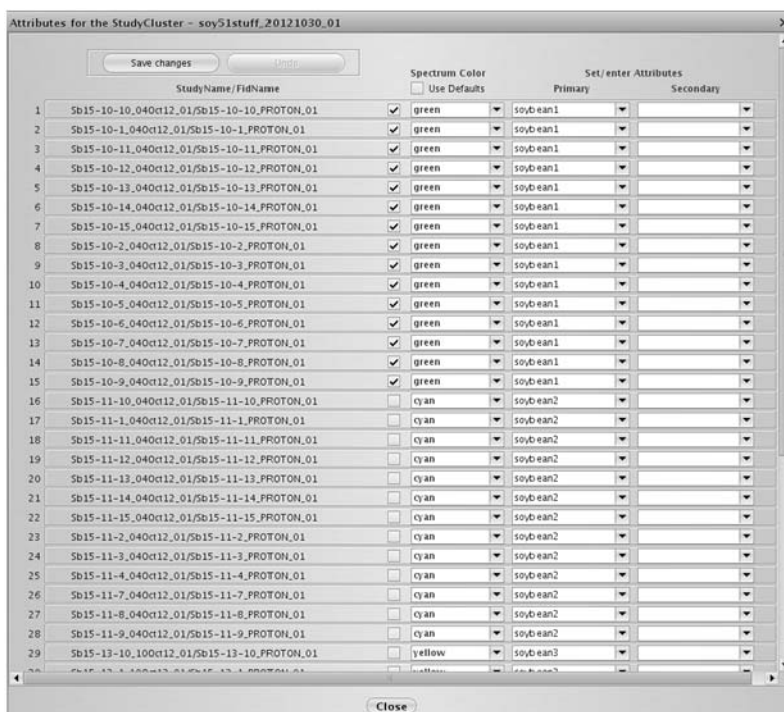 Attributes for the StudyCluster - soy51stuff_20121030_01
Save changes Undo
Spectrum Color Set/enter Attributes
StudyName/FidName Use Defaults Primary Secondary
1 Sb15-10-10_04Oct12_01/Sb15-10-10_PROTON_01 green soybean1
2 Sb15-10-1_04Oct12_01/Sb15-10-1_PROTON_01 green soybean1
3 Sb15-10-11_04Oct12_01/Sb15-10-11_PROTON_01 green soybean1
4 Sb15-10-12_04Oct12_01/Sb15-10-12_PROTON_01 green soybean1
5 Sb15-10-13_04Oct12_01/Sb15-10-13_PROTON_01 green soybean1
6 Sb15-10-14_04Oct12_01/Sb15-10-14_PROTON_01 green soybean1
7 Sb15-10-15_04Oct12_01/Sb15-10-15_PROTON_01 green soybean1
8 Sb15-10-2_04Oct12_01/Sb15-10-2_PROTON_01 green soybean1
9 Sb15-10-3_04Oct12_01/Sb15-10-3_PROTON_01 green soybean1
10 Sb15-10-4_04Oct12_01/Sb15-10-4_PROTON_01 green soybean1
11 Sb15-10-5_04Oct12_01/Sb15-10-5_PROTON_01 green soybean1
12 Sb15-10-6_04Oct12_01/Sb15-10-6_PROTON_01 green soybean1
13 Sb15-10-7_04Oct12_01/Sb15-10-7_PROTON_01 green soybean1
14 Sb15-10-8_04Oct12_01/Sb15-10-8_PROTON_01 green soybean1
15 Sb15-10-9_04Oct12_01/Sb15-10-9_PROTON_01 green soybean1
16 Sb15-11-10_04Oct12_01/Sb15-11-10_PROTON_01 cyan soybean2
17 Sb15-11-1_04Oct12_01/Sb15-11-1_PROTON_01 cyan soybean2
18 Sb15-11-11_04Oct12_01/Sb15-11-11_PROTON_01 cyan soybean2
19 Sb15-11-12_04Oct12_01/Sb15-11-12_PROTON_01 cyan soybean2
20 Sb15-11-13_04Oct12_01/Sb15-11-13_PROTON_01 cyan soybean2
21 Sb15-11-14_04Oct12_01/Sb15-11-14_PROTON_01 cyan soybean2
22 Sb15-11-15_04Oct12_01/Sb15-11-15_PROTON_01 cyan soybean2
23 Sb15-11-2_04Oct12_01/Sb15-11-2_PROTON_01 cyan soybean2
24 Sb15-11-3_04Oct12_01/Sb15-11-3_PROTON_01 cyan soybean2
25 Sb15-11-4_04Oct12_01/Sb15-11-4_PROTON_01 cyan soybean2
26 Sb15-11-7_04Oct12_01/Sb15-11-7_PROTON_01 cyan soybean2
27 Sb15-11-8_04Oct12_01/Sb15-11-8_PROTON_01 cyan soybean2
28 Sb15-11-9_04Oct12_01/Sb15-11-9_PROTON_01 cyan soybean2
29 Sb15-13-10_10Oct12_01/Sb15-13-10_PROTON_01 yellow soybean3
Close